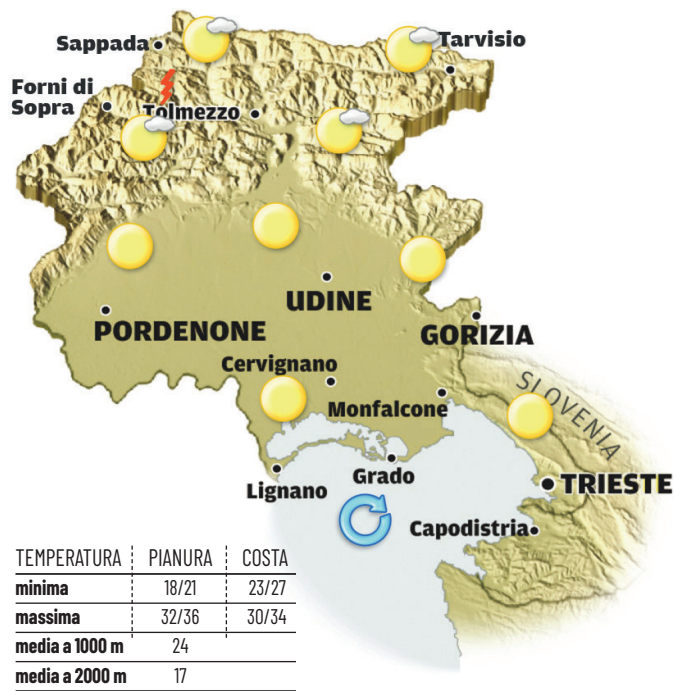 Sappada
Tarvisio
Forni di
Sopra
Tolmezzo
UDINE
PORDENONE
GORIZIA
Cervignano
SLOVENIA
Monfalcone
Grado
Lignano
TRIESTE
Capodistria
TEMPERATURA PIANURA COSTA
minima 18/21 23/27
massima 32/36 30/34
media a 1000 m 24
media a 2000 m 17